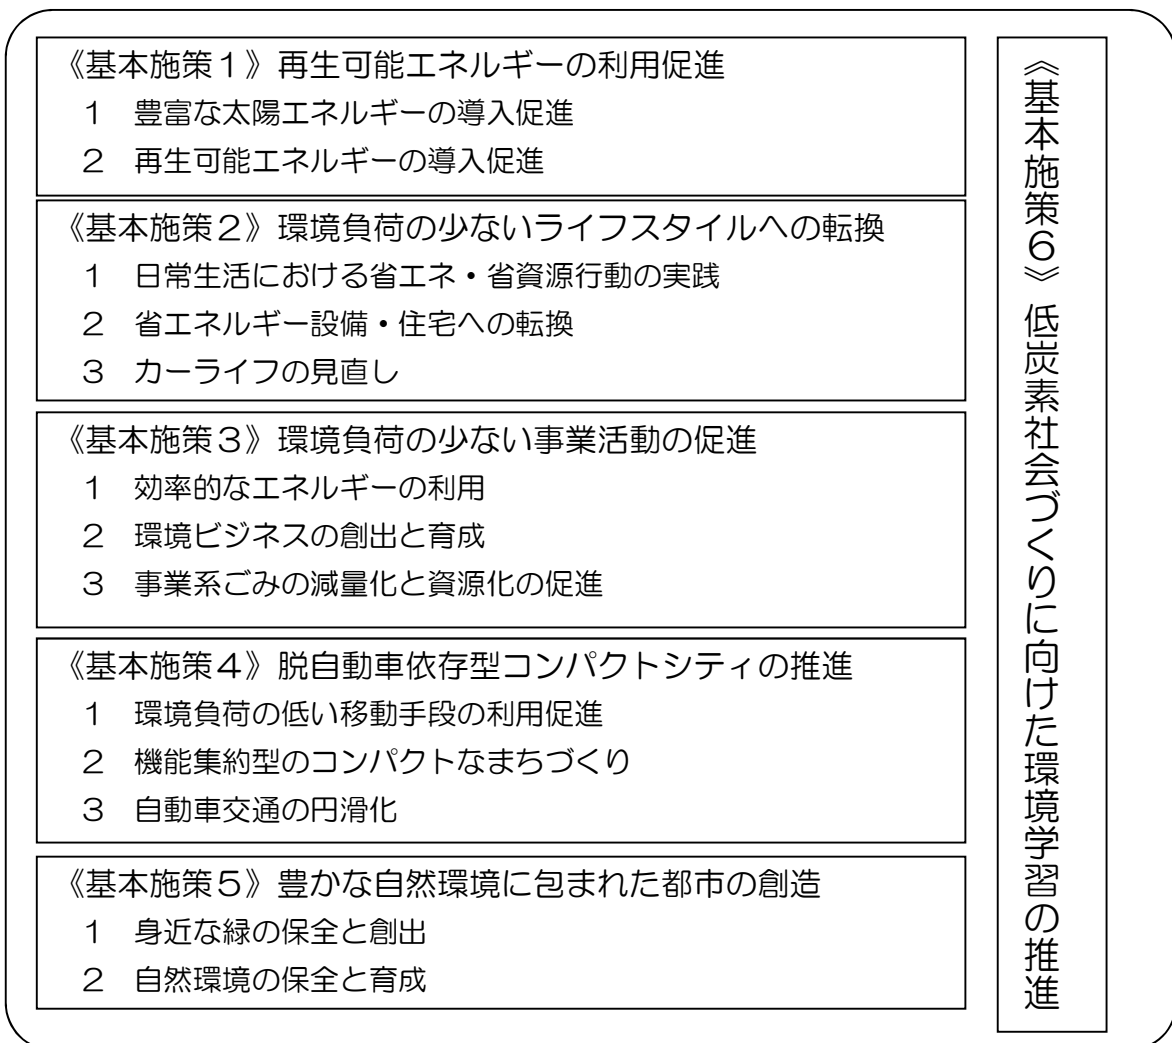 《基本施策１》再生可能エネルギーの利用促進
１　豊富な太陽エネルギーの導入促進
２　再生可能エネルギーの導入促進
《基本施策２》環境負荷の少ないライフスタイルへの転換
１　日常生活における省エネ・省資源行動の実践
２　省エネルギー設備・住宅への転換
３　カーライフの見直し
《基本施策３》環境負荷の少ない事業活動の促進
１　効率的なエネルギーの利用
２　環境ビジネスの創出と育成
３　事業系ごみの減量化と資源化の促進
《基本施策４》脱自動車依存型コンパクトシティの推進
１　環境負荷の低い移動手段の利用促進
２　機能集約型のコンパクトなまちづくり
３　自動車交通の円滑化
《基本施策５》豊かな自然環境に包まれた都市の創造
１　身近な緑の保全と創出
２　自然環境の保全と育成
《基本施策６》低炭素社会づくりに向けた環境学習の推進